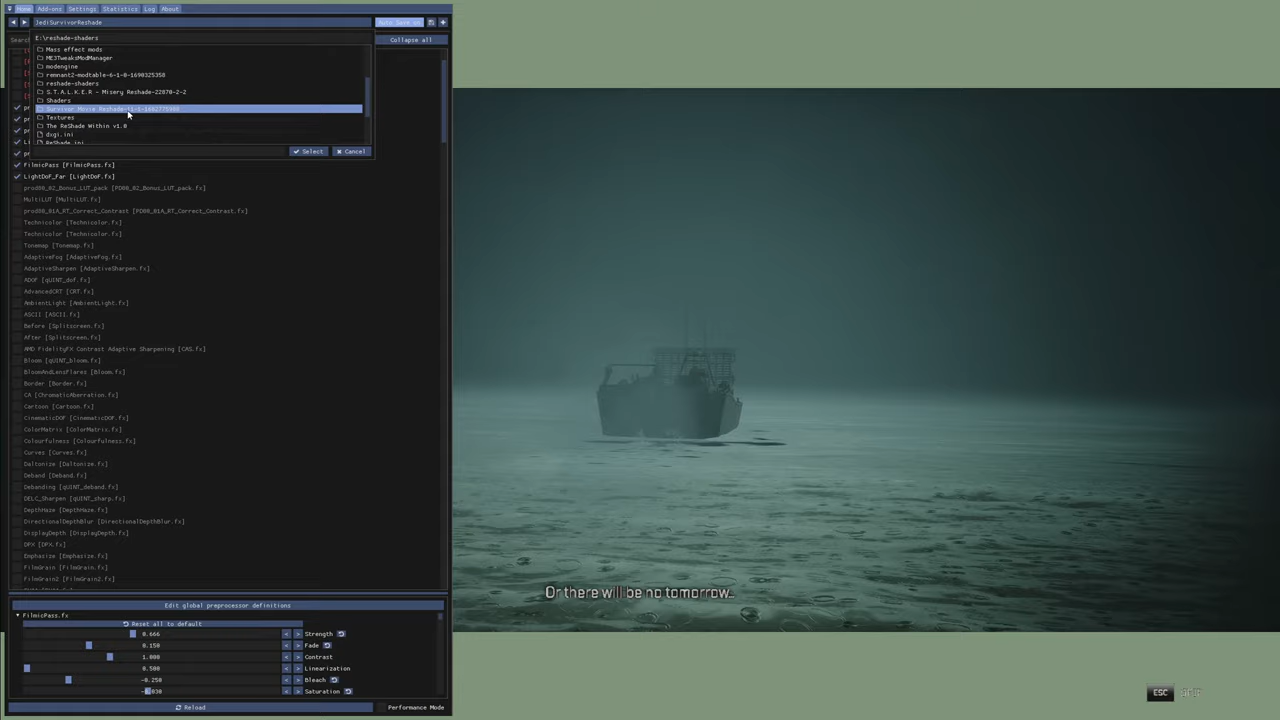 Home Add-ons Settings Statistics Log About
JediSurvivorReshade
Auto Save on
E:\reshade-shaders
Collapse all
Mass effect mods
ME3TweaksModManager
modengine
remnant2-modtable-6-1-0-1690325358
reshade-shaders
S.T.A.L.K.E.R - Misery Reshade-22870-2-2
Shaders
Survivor Movie
Textures
The ReShade Within v1.0
dxgi.ini
ReShade.ini
Select Cancel
FilmicPass [FilmicPass.fx]
LightDoF_Far [LightDoF.fx]
prod80_02_Bonus_LUT_pack [PD80_02_Bonus_LUT_pack.fx]
MultiLUT [MultiLUT.fx]
prod80_01A_RT_Correct_Contrast [PD80_01A_RT_Correct_Contrast.fx]
Technicolor [Technicolor.fx]
Technicolor [Technicolor.fx]
Tonemap [Tonemap.fx]
AdaptiveFog [AdaptiveFog.fx]
AdaptiveSharpen [AdaptiveSharpen.fx]
ADOF [qUINT_dof.fx]
AdvancedCRT [CRT.fx]
AmbientLight [AmbientLight.fx]
ASCII [ASCII.fx]
Before [Splitscreen.fx]
After [Splitscreen.fx]
AMD FidelityFX Contrast Adaptive Sharpening [CAS.fx]
Bloom [qUINT_bloom.fx]
BloomAndLensFlares [Bloom.fx]
Border [Border.fx]
CA [ChromaticAberration.fx]
Cartoon [Cartoon.fx]
CinematicDOF [CinematicDOF.fx]
ColorMatrix [ColorMatrix.fx]
Colourfulness [Colourfulness.fx]
Curves [Curves.fx]
Daltonize [Daltonize.fx]
Deband [Deband.fx]
Debanding [qUINT_deband.fx]
DELC_Sharpen [qUINT_sharp.fx]
DepthHaze [DepthHaze.fx]
DirectionalDepthBlur [DirectionalDepthBlur.fx]
DisplayDepth [DisplayDepth.fx]
DPX [DPX.fx]
Emphasize [Emphasize.fx]
FilmGrain [FilmGrain.fx]
FilmGrain2 [FilmGrain2.fx]
Edit global preprocessor definitions
FilmicPass.fx
Reset all to default
0.666 < > Strength
0.150 < > Fade
1.000 < > Contrast
0.500 < > Linearization
-0.250 < > Bleach
-0.030 < > Saturation
Reload
Performance Mode
Or there will be no tomorrow.
ESC